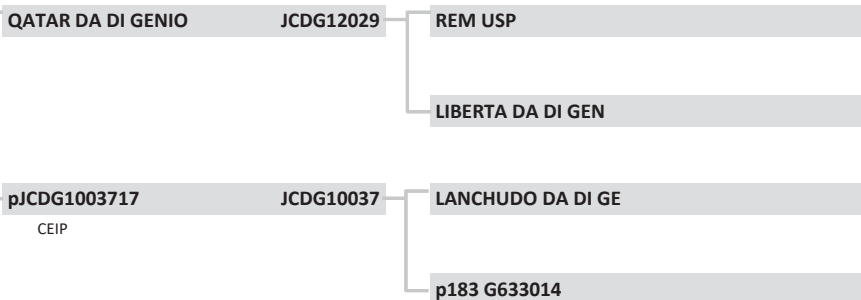 QATAR DA DI GENIO JCDG12029 REM USP
LIBERTA DA DI GEN
pJCDG1003717 JCDG10037 LANCHUDO DA DI GE
CEIP
p183 G633014